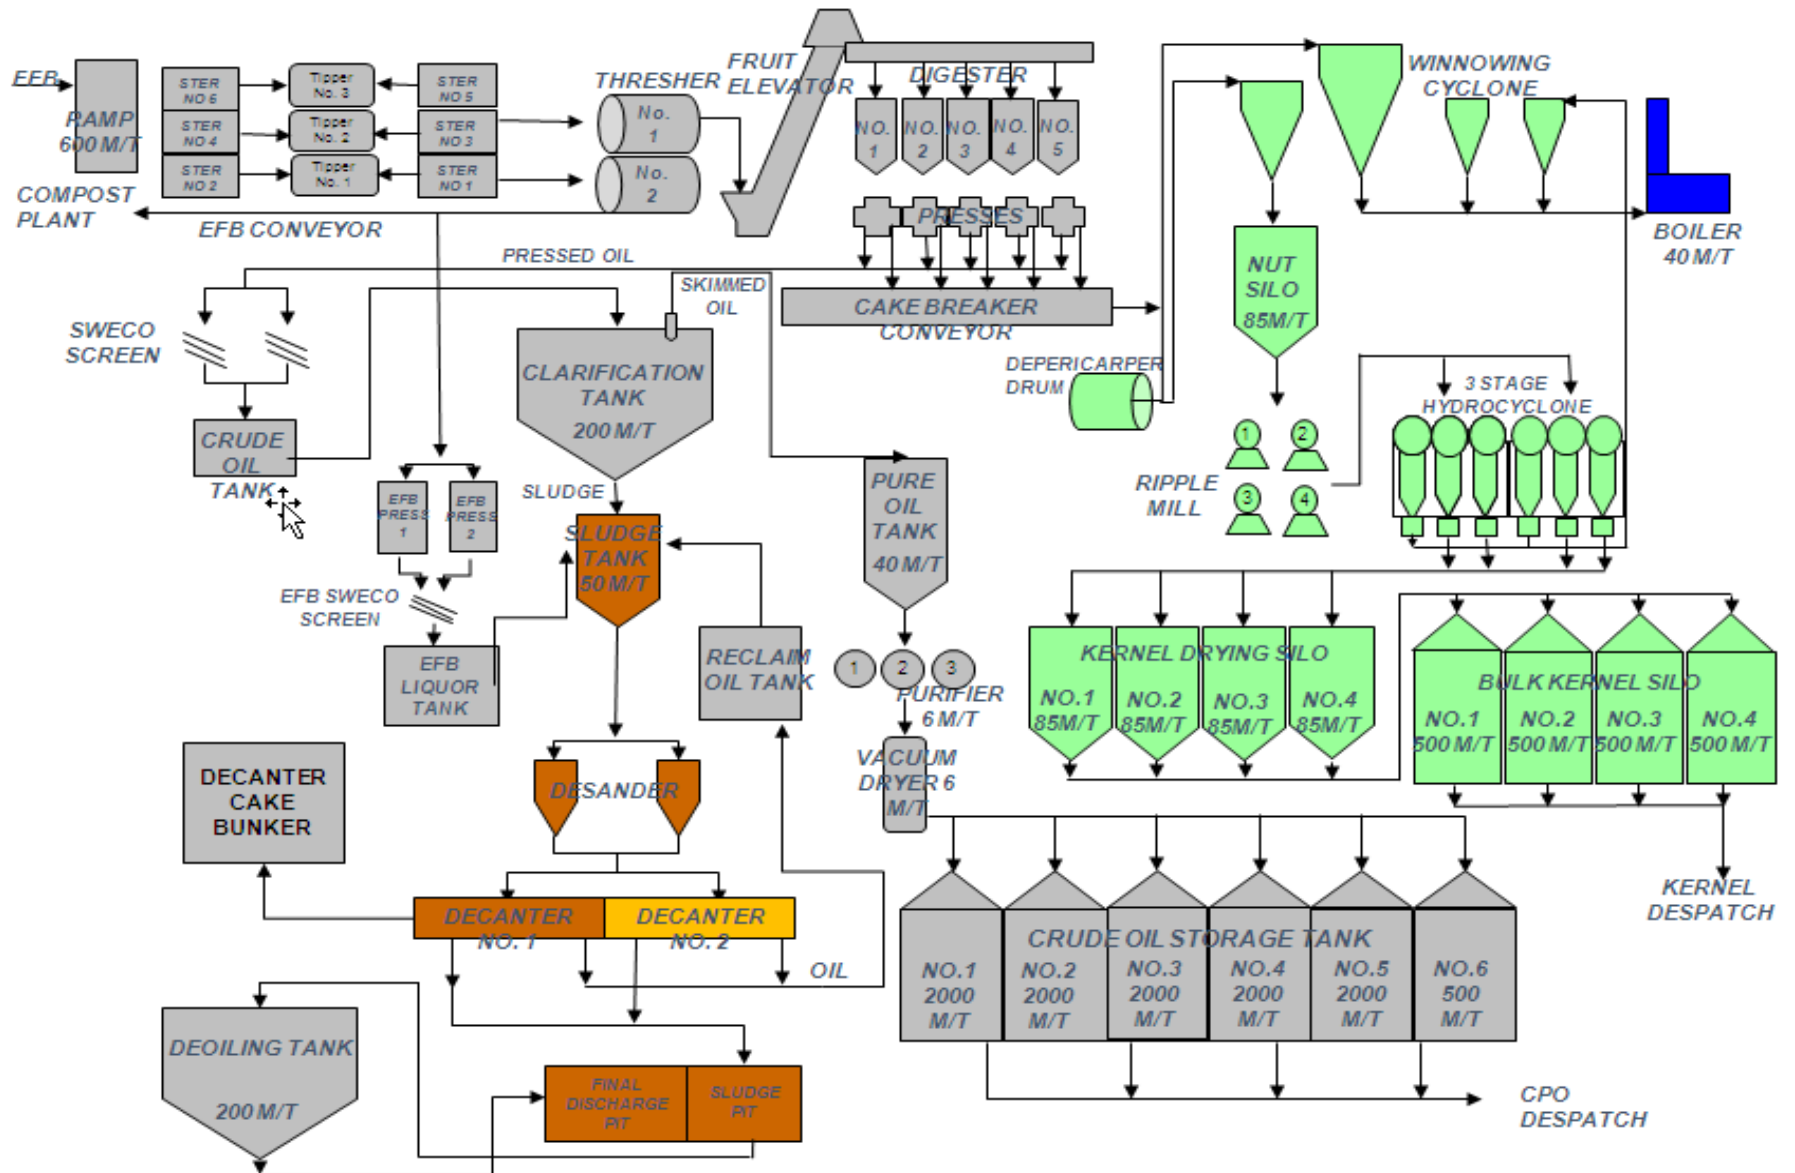 FFB
RAMP
600 M/T
STER
NO 6
STER
NO 4
STER
NO 2
Tipper
No. 3
Tipper
No. 2
Tipper
No. 1
STER
NO 5
STER
NO 3
STER
NO 1
THRESHER
No.
1
No.
2
FRUIT
ELEVATOR
DIGESTER
NO.
1
NO.
2
NO.
3
NO.
4
NO.
5
WINNOWING
CYCLONE
COMPOST
PLANT
EFB CONVEYOR
PRESSES
BOILER
40 M/T
PRESSED OIL
SKIMMED
OIL
NUT
SILO
85M/T
CAKE BREAKER
CONVEYOR
SWECO
SCREEN
CLARIFICATION
TANK
200 M/T
DEPERICARPER
DRUM
3 STAGE
HYDROCYCLONE
CRUDE
OIL
TANK
1
2
3
4
RIPPLE
MILL
EFB
PRESS
1
EFB
PRESS
2
SLUDGE
SLUDGE
TANK
50 M/T
PURE
OIL
TANK
40 M/T
EFB SWECO
SCREEN
EFB
LIQUOR
TANK
RECLAIM
OIL TANK
1
2
3
PURIFIER
6 M/T
KERNEL DRYING SILO
NO.1
85M/T
NO.2
85M/T
NO.3
85M/T
NO.4
85M/T
BULK KERNEL SILO
NO.1
500 M/T
NO.2
500 M/T
NO.3
500 M/T
NO.4
500 M/T
DECANTER
CAKE
BUNKER
DESANDER
VACUUM
DRYER 6
M/T
KERNEL
DESPATCH
DECANTER
NO. 1
DECANTER
NO. 2
OIL
CRUDE OIL STORAGE TANK
NO.1
2000
M/T
NO.2
2000
M/T
NO.3
2000
M/T
NO.4
2000
M/T
NO.5
2000
M/T
NO.6
500
M/T
DEOILING TANK
200 M/T
FINAL
DISCHARGE
PIT
SLUDGE
PIT
CPO
DESPATCH